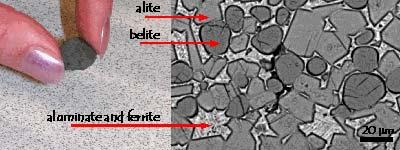 alite
belite
aluminate and ferrite
20 µm